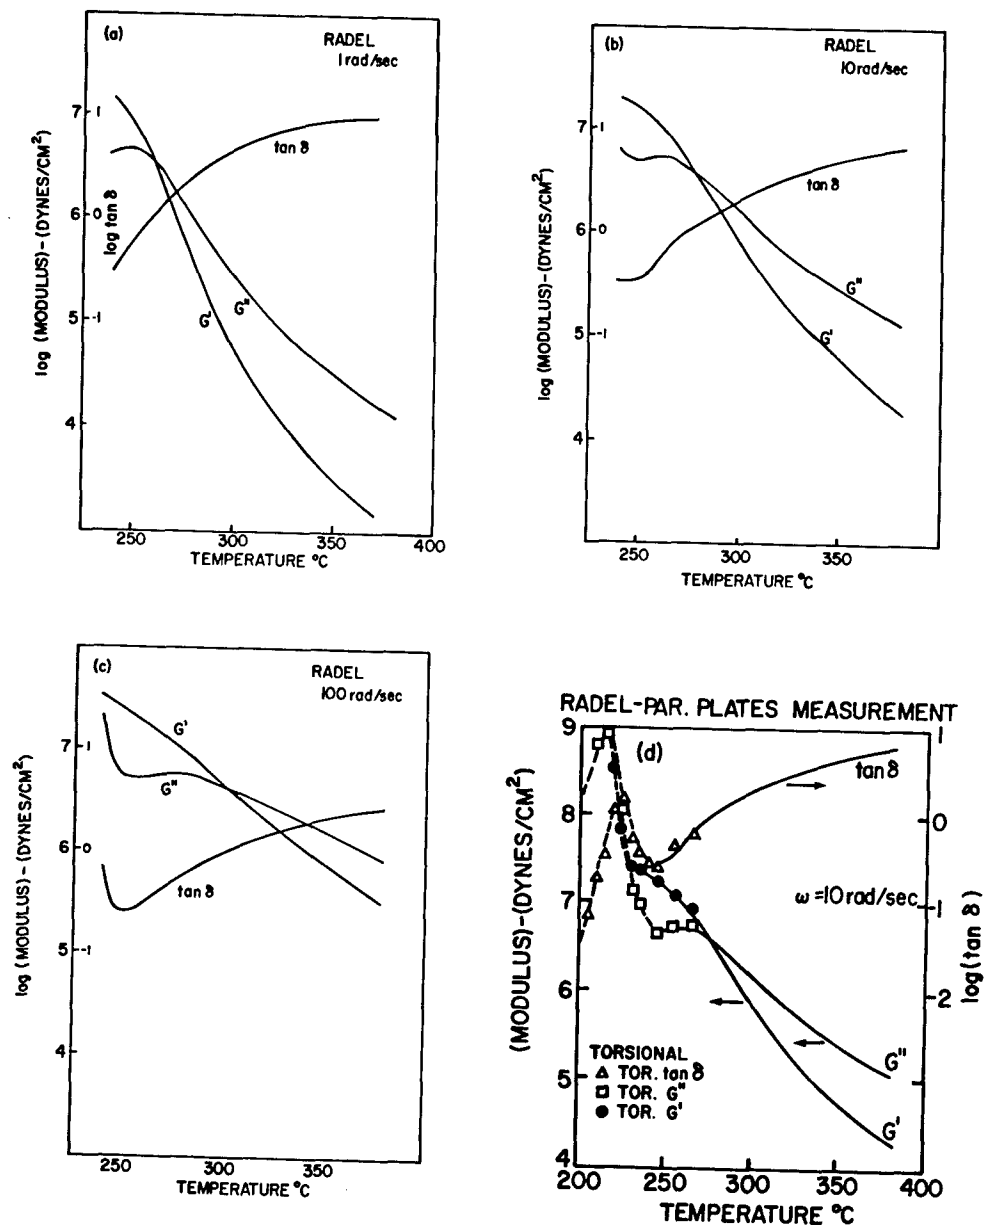 (a)
RADEL
1 rad/sec
7
1
tan δ
6
0
log tan δ
log (MODULUS)-(DYNES/CM²)
G"
G'
5
-1
4
250
300
350
400
TEMPERATURE °C
(b)
RADEL
10 rad/sec
7
1
tan δ
6
0
log (MODULUS)-(DYNES/CM²)
G"
G'
5
-1
4
250
300
350
TEMPERATURE °C
(c)
RADEL
100 rad/sec
G'
7
1
G"
6
0
tan δ
log (MODULUS)-(DYNES/CM²)
5
-1
4
250
300
350
TEMPERATURE °C
RADEL-PAR. PLATES MEASUREMENT
(d)
9
1
tan δ
8
0
7
-1
ω =10 rad/sec
(MODULUS)-(DYNES/CM²)
log (tan δ)
6
-2
TORSIONAL
TOR. tan δ
TOR. G"
TOR. G'
G"
G'
5
4
200
250
300
350
400
TEMPERATURE °C